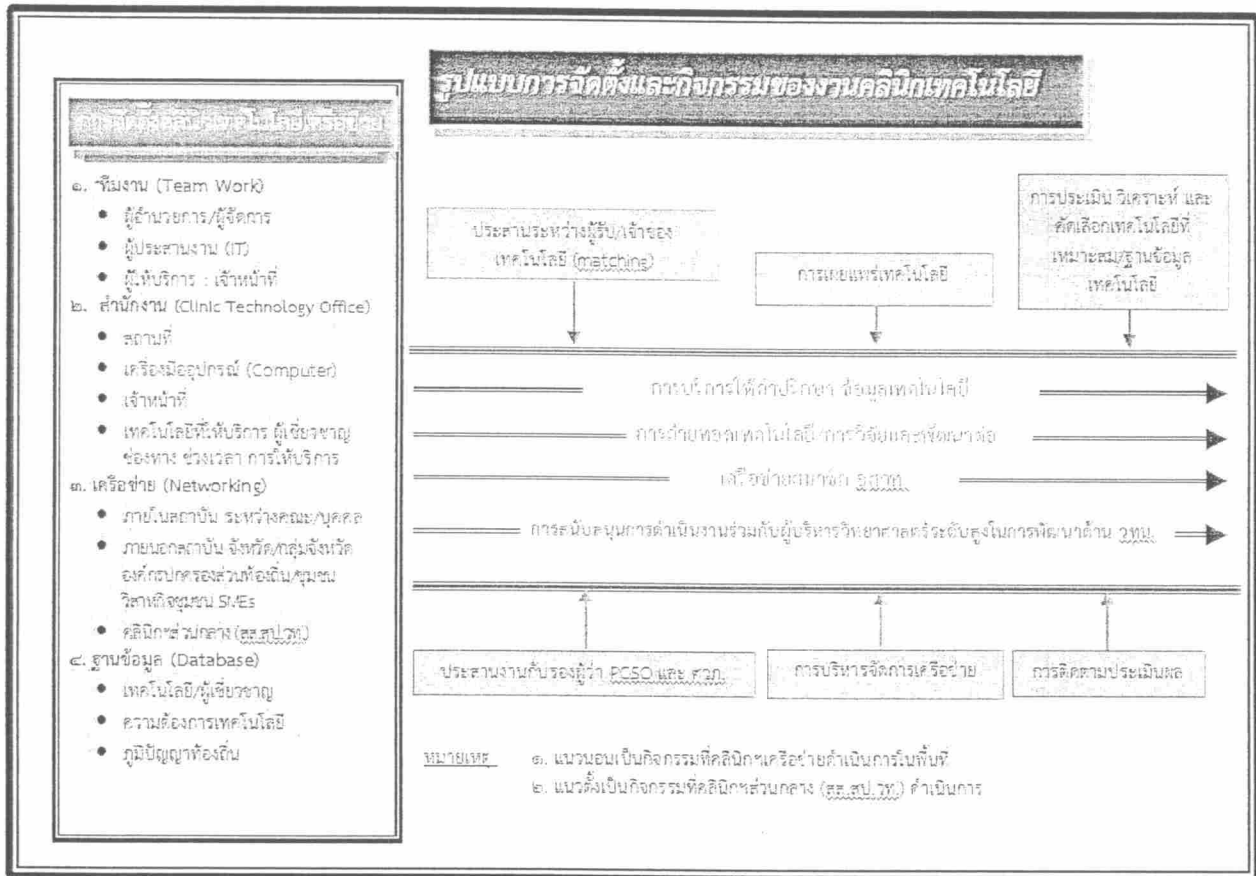 รูปแบบการจัดตั้งและกิจกรรมของงานคลินิกเทคโนโลยี
๑. ทีมงาน (Team Work)
● ผู้อำนวยการ/ผู้จัดการ
● ผู้ประสานงาน (IT)
● ผู้ให้บริการ : เจ้าหน้าที่
๒. สำนักงาน (Clinic Technology Office)
● สถานที่
● เครื่องมืออุปกรณ์ (Computer)
● เจ้าหน้าที่
● เทคโนโลยีที่ให้บริการ ผู้เชี่ยวชาญ
ช่องทาง ช่วงเวลา การให้บริการ
๓. เครือข่าย (Networking)
● ภายในสถาบัน ระหว่างคณะ/บุคคล
● ภายนอกสถาบัน จังหวัด/กลุ่มจังหวัด
องค์กรปกครองส่วนท้องถิ่น/ชุมชน
วิสาหกิจชุมชน SMEs
● คลินิกฯส่วนกลาง (สส.สป.วท.)
๔. ฐานข้อมูล (Database)
● เทคโนโลยี/ผู้เชี่ยวชาญ
● ความต้องการเทคโนโลยี
● ภูมิปัญญาท้องถิ่น
ประสานระหว่างผู้รับ/เจ้าของ
เทคโนโลยี (matching)
การเผยแพร่เทคโนโลยี
การประเมิน วิเคราะห์ และ
คัดเลือกเทคโนโลยีที่
เหมาะสม/ฐานข้อมูล
เทคโนโลยี
การบริการให้คำปรึกษา ข้อมูลเทคโนโลยี
การถ่ายทอดเทคโนโลยี/การวิจัยและพัฒนาต่อ
เครือข่ายสมาชิก อสวท.
การสนับสนุนการดำเนินงานร่วมกับผู้บริหารวิทยาศาสตร์ระดับสูงในการพัฒนาด้าน วทน.
ประสานงานกับรองผู้ว่า PCSO และ ศวภ.
การบริหารจัดการเครือข่าย
การติดตามประเมินผล
หมายเหตุ ๑. แนวนอนเป็นกิจกรรมที่คลินิกฯเครือข่ายดำเนินการในพื้นที่
๒. แนวตั้งเป็นกิจกรรมที่คลินิกฯส่วนกลาง (สส.สป.วท.) ดำเนินการ